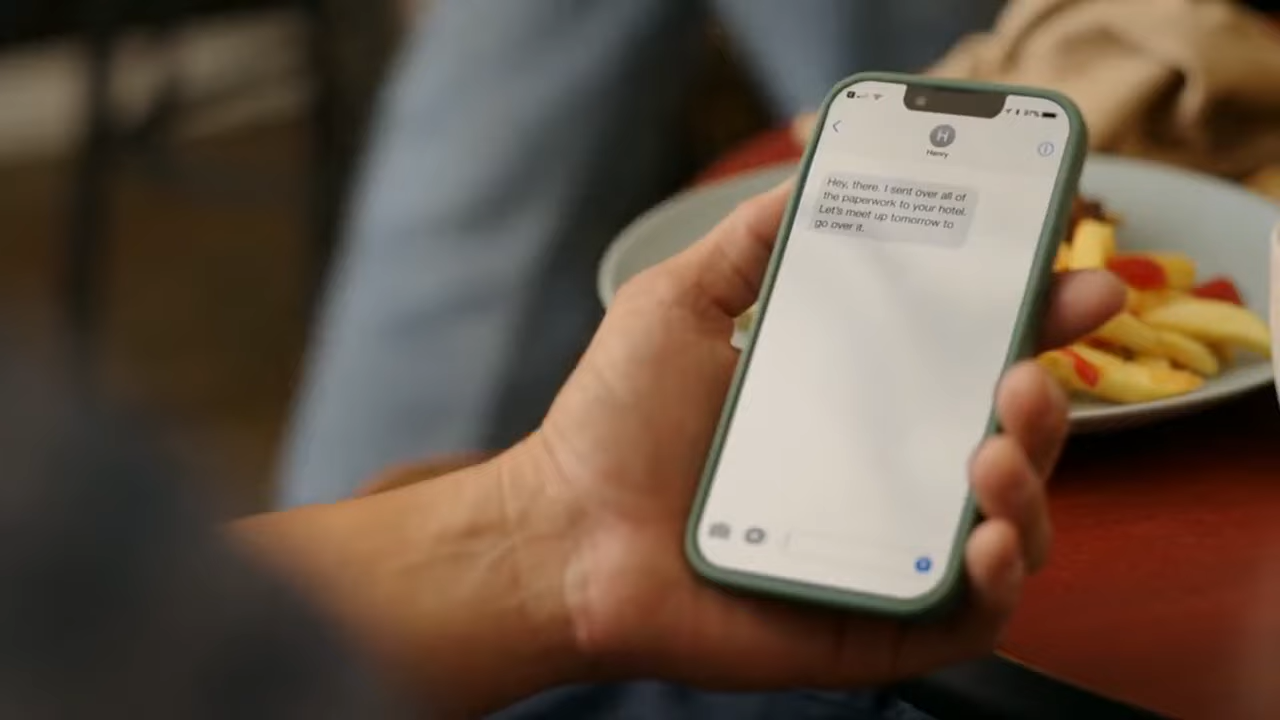 37%
H
Henry
Hey, there. I sent over all of
the paperwork to your hotel.
Let's meet up tomorrow to
go over it.